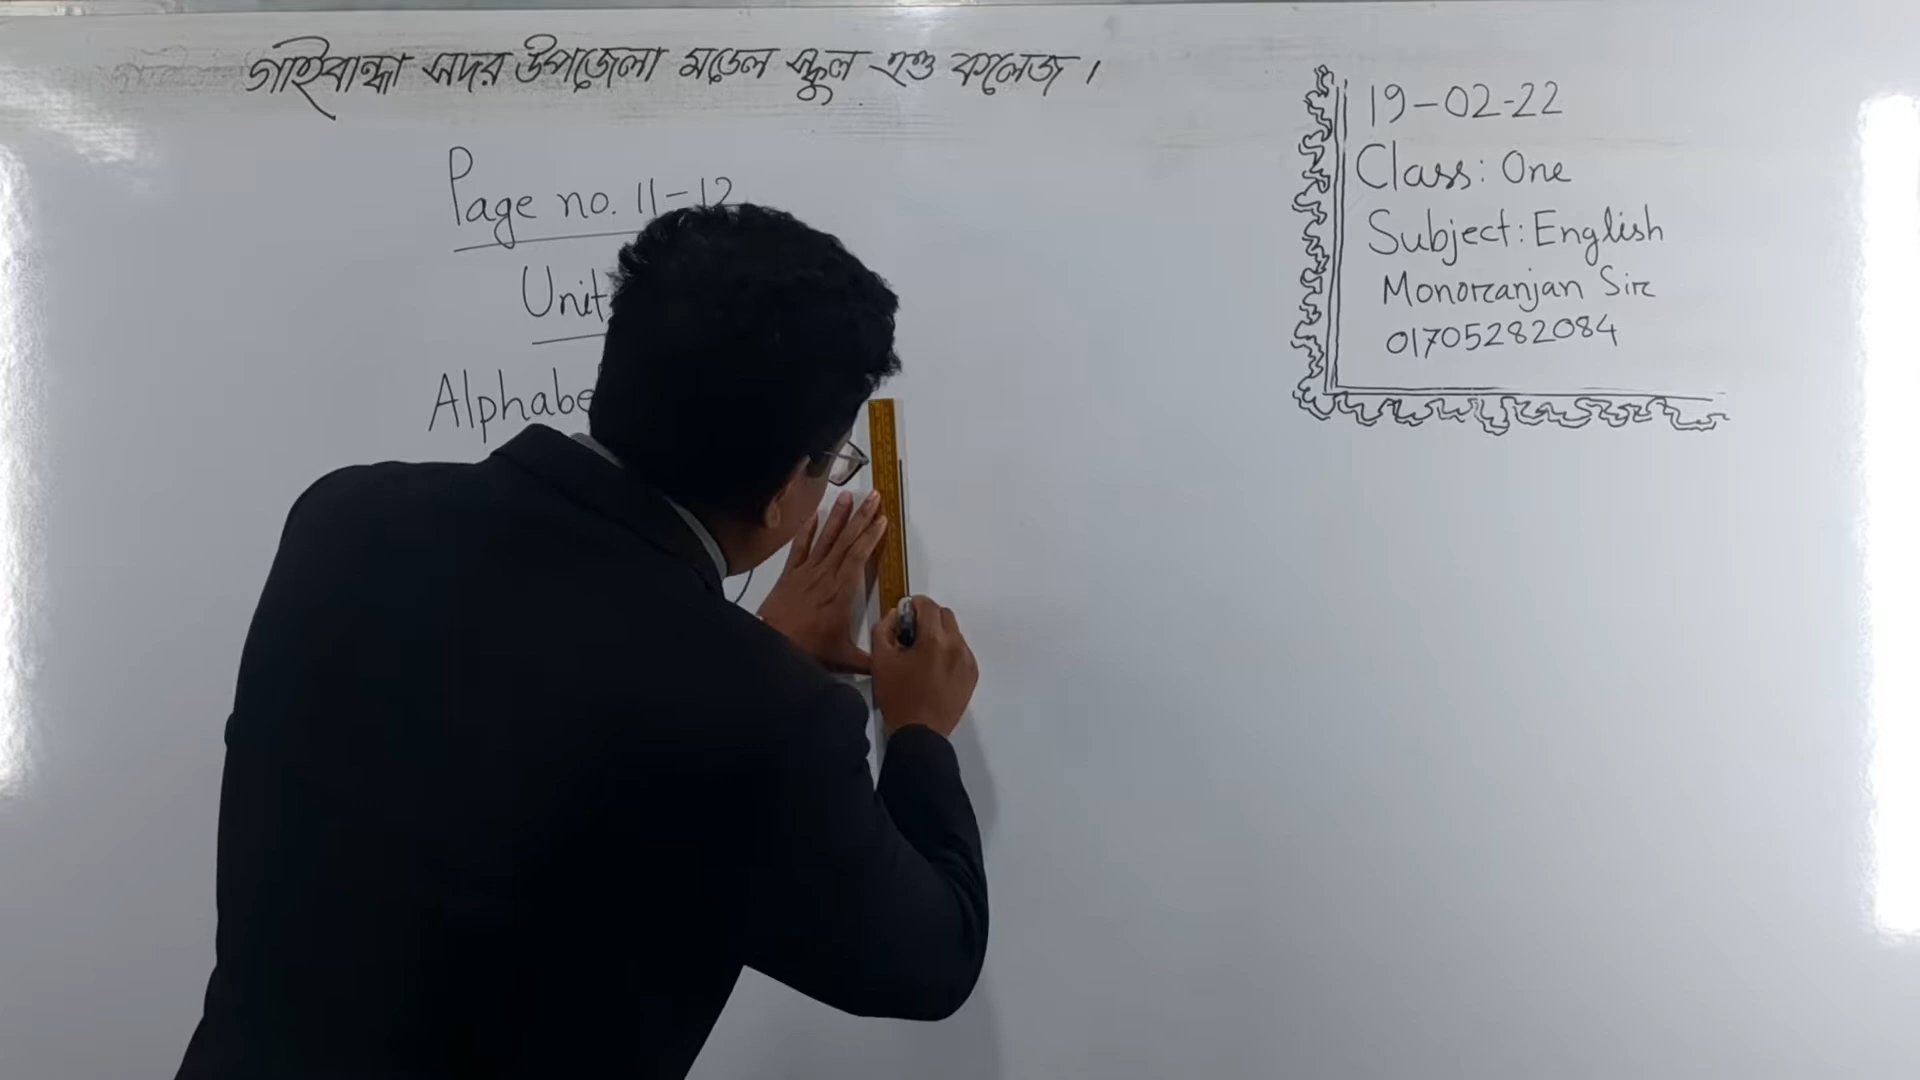 গাইবান্ধা সদর উপজেলা মডেল স্কুল এণ্ড কলেজ।
Page no. 11-12
Unit
Alphabe
19-02-22
Class: One
Subject: English
Monoranjan Sir
01705282084